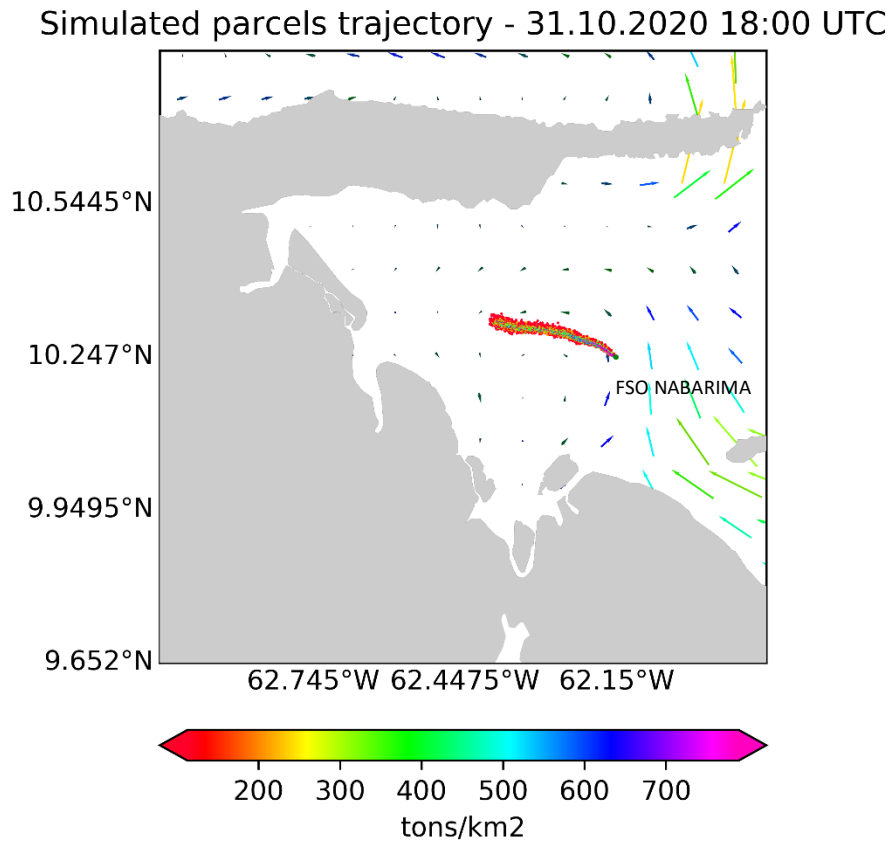 Simulated parcels trajectory - 31.10.2020 18:00 UTC
10.5445°N
10.247°N
FSO NABARIMA
9.9495°N
9.652°N
62.745°W 62.4475°W 62.15°W
200 300 400 500 600 700
tons/km2